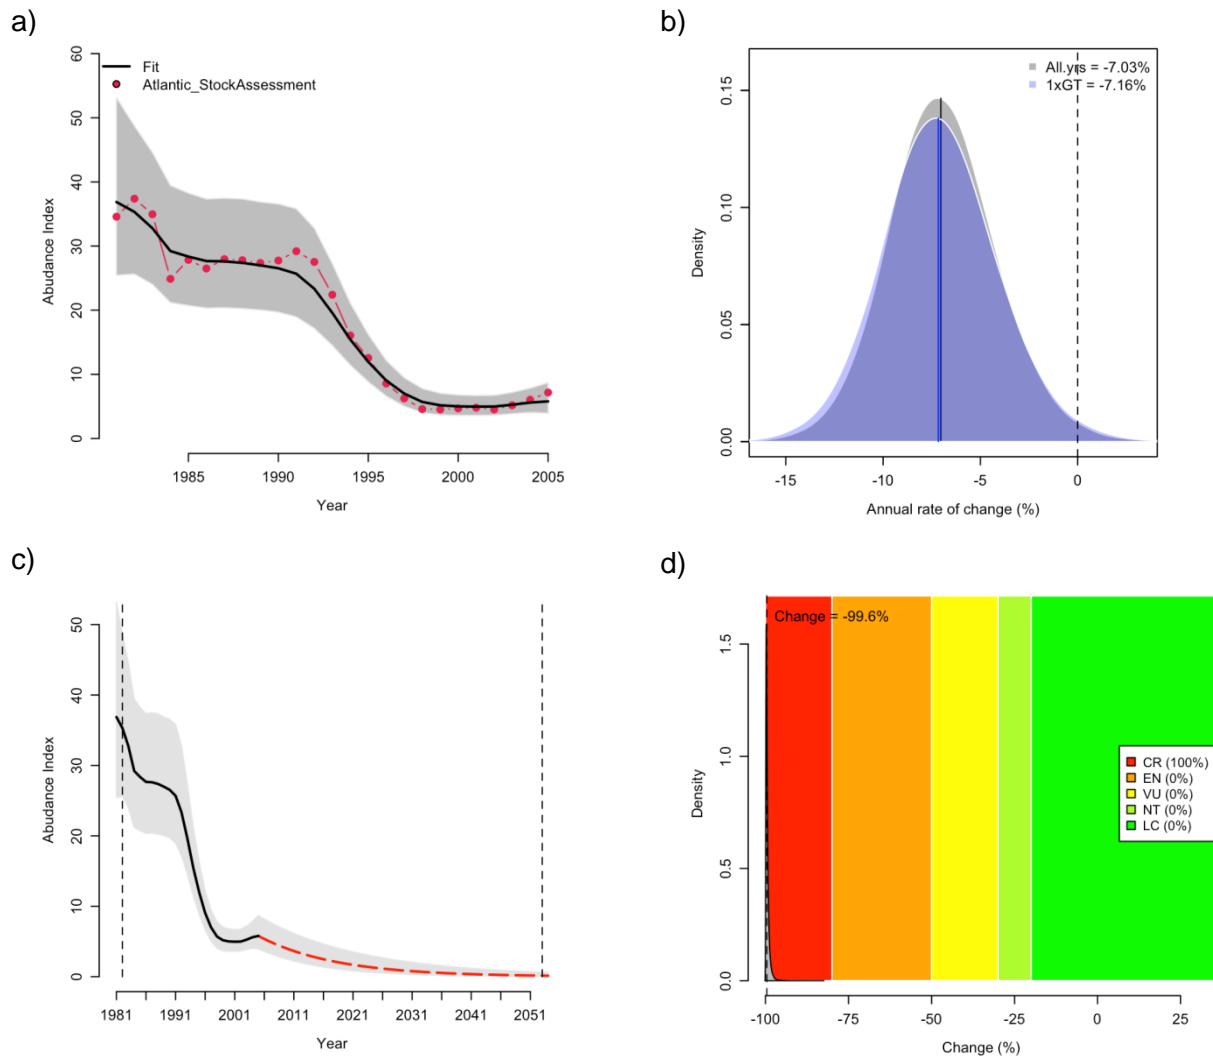 a)
Abudance Index
0
10
20
30
40
50
60
Fit
Atlantic_StockAssessment
1985
1990
1995
2000
2005
Year
b)
Density
0.00
0.05
0.10
0.15
All.yrs = -7.03%
1xGT = -7.16%
-15
-10
-5
0
Annual rate of change (%)
c)
Abudance Index
0
10
20
30
40
50
1981
1991
2001
2011
2021
2031
2041
2051
Year
d)
Density
0.0
0.5
1.0
1.5
Change = -99.6%
CR (100%)
EN (0%)
VU (0%)
NT (0%)
LC (0%)
-100
-75
-50
-25
0
25
Change (%)